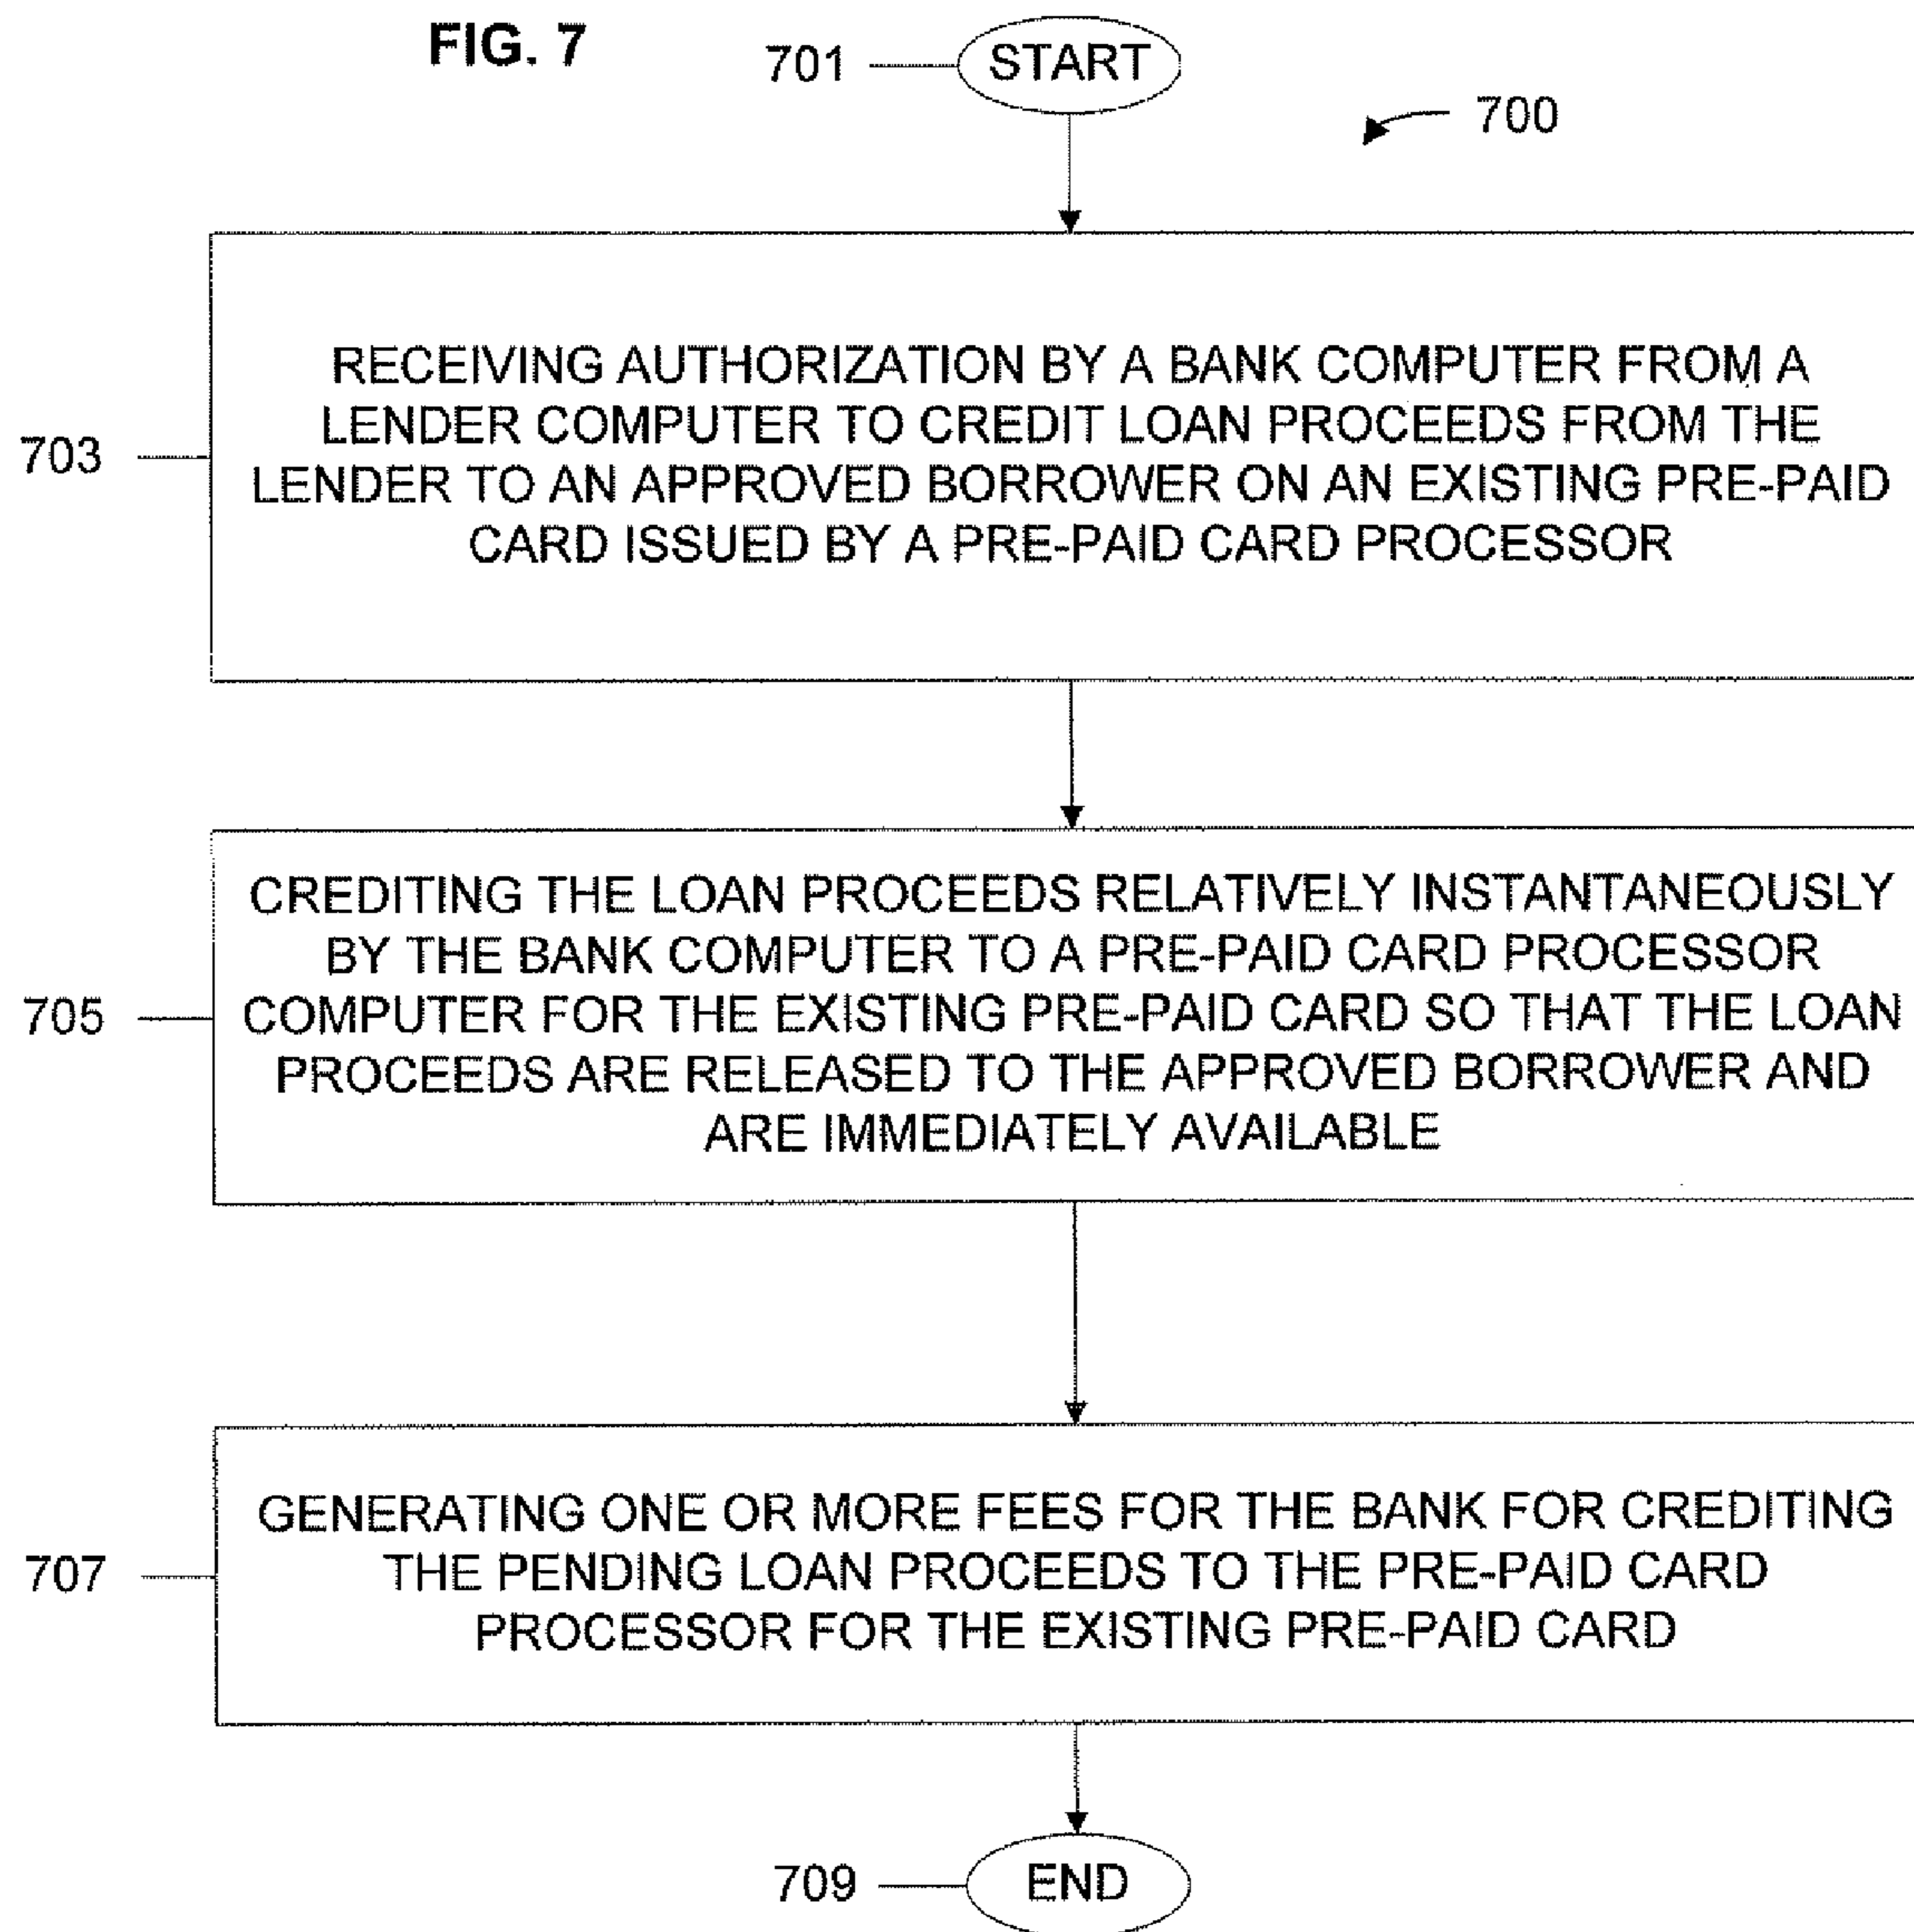 FIG. 7
701
START
700
703
RECEIVING AUTHORIZATION BY A BANK COMPUTER FROM A
LENDER COMPUTER TO CREDIT LOAN PROCEEDS FROM THE
LENDER TO AN APPROVED BORROWER ON AN EXISTING PRE-PAID
CARD ISSUED BY A PRE-PAID CARD PROCESSOR
705
CREDITING THE LOAN PROCEEDS RELATIVELY INSTANTANEOUSLY
BY THE BANK COMPUTER TO A PRE-PAID CARD PROCESSOR
COMPUTER FOR THE EXISTING PRE-PAID CARD SO THAT THE LOAN
PROCEEDS ARE RELEASED TO THE APPROVED BORROWER AND
ARE IMMEDIATELY AVAILABLE
707
GENERATING ONE OR MORE FEES FOR THE BANK FOR CREDITING
THE PENDING LOAN PROCEEDS TO THE PRE-PAID CARD
PROCESSOR FOR THE EXISTING PRE-PAID CARD
709
END